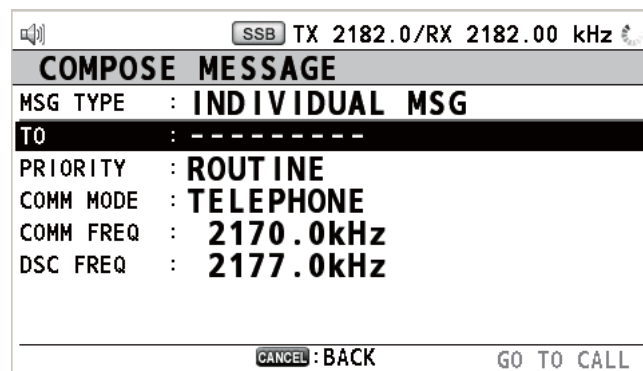 SSB TX 2182.0/RX 2182.00 kHz
COMPOSE MESSAGE
MSG TYPE : INDIVIDUAL MSG
TO : ---------
PRIORITY : ROUTINE
COMM MODE : TELEPHONE
COMM FREQ : 2170.0kHz
DSC FREQ : 2177.0kHz
CANCEL : BACK GO TO CALL